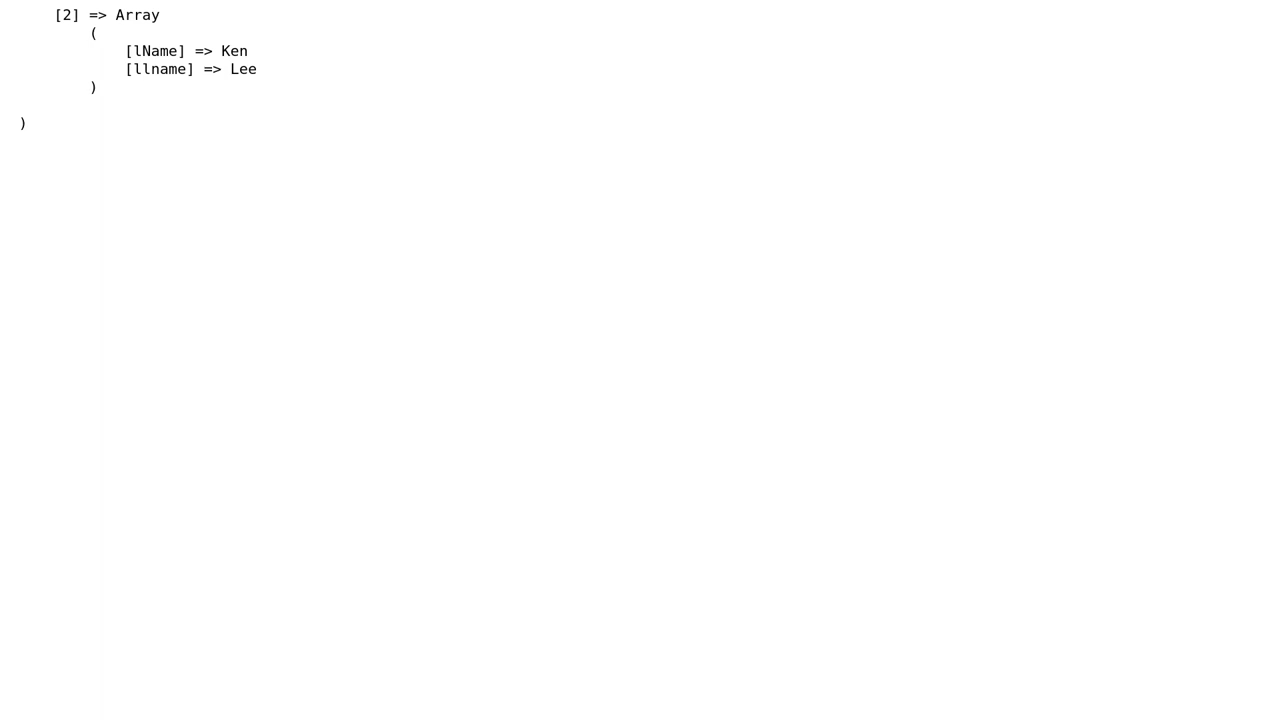 [2] => Array
(
[lName] => Ken
[llname] => Lee
)
)